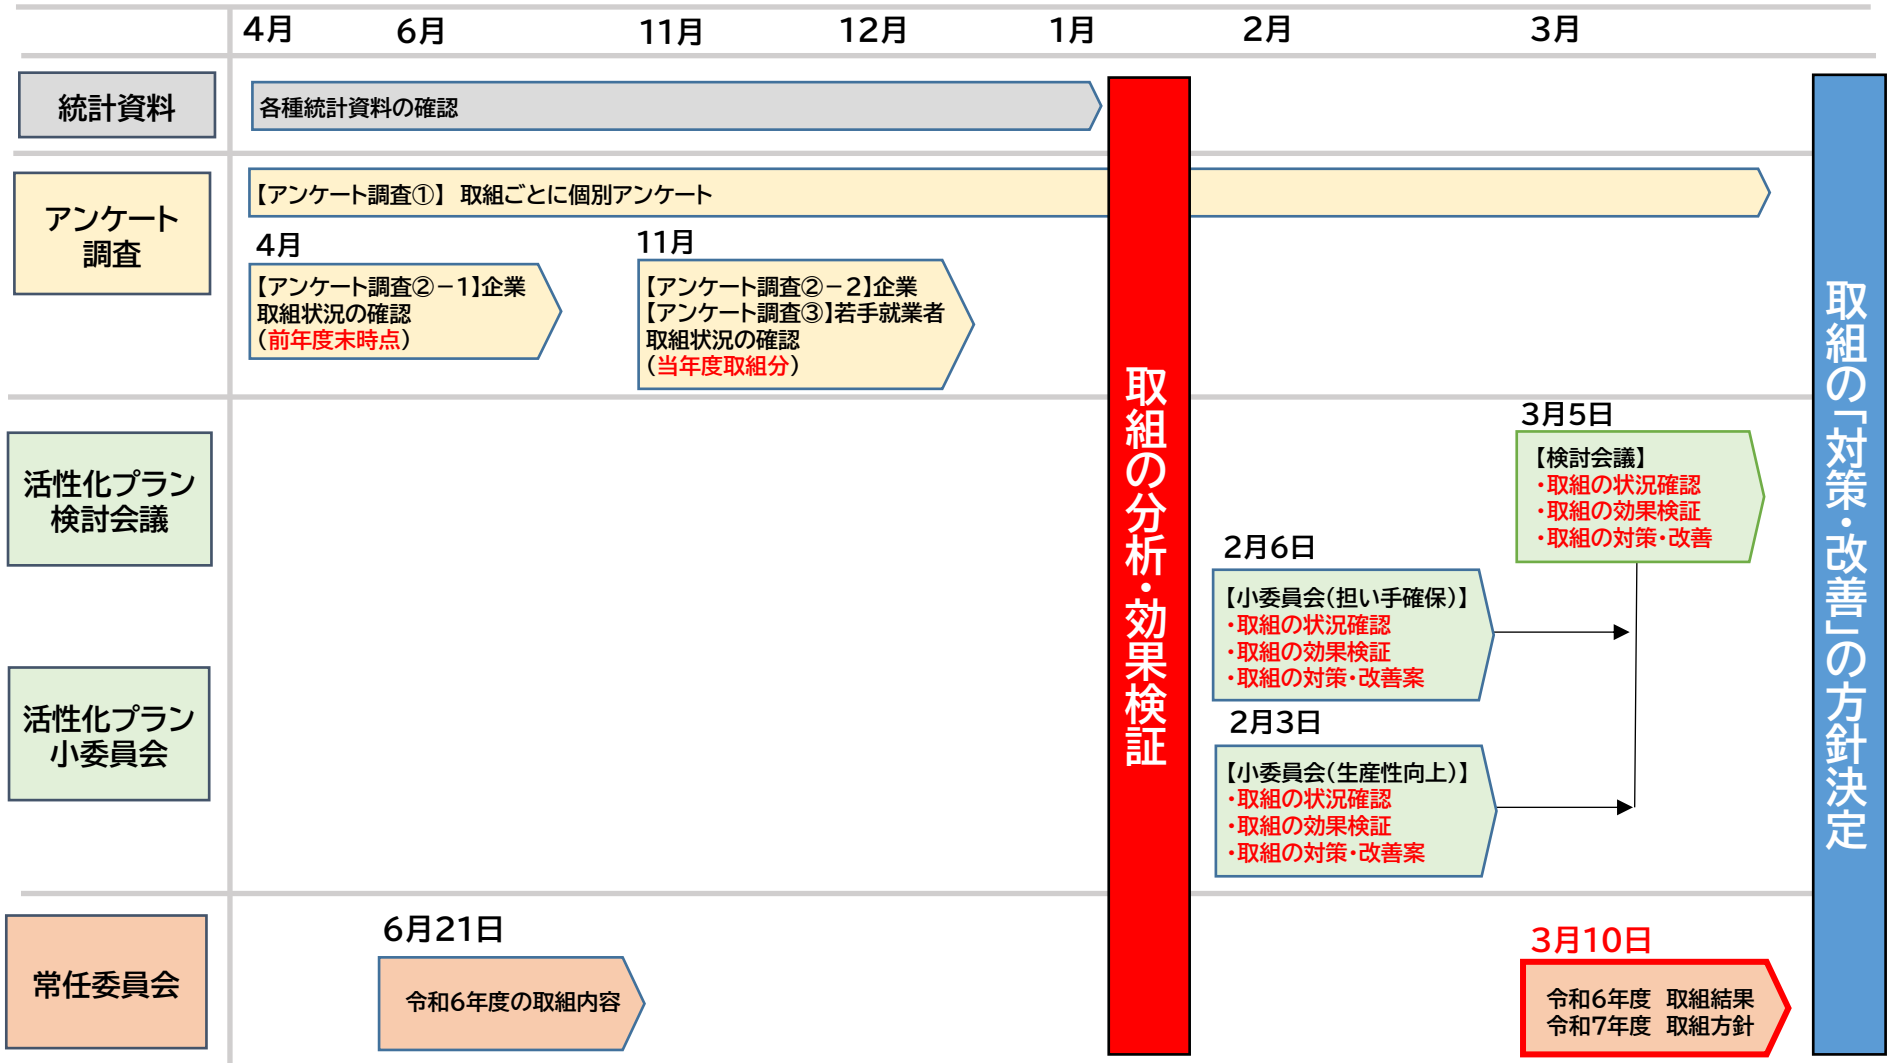 4月 6月 11月 12月 1月 2月 3月
統計資料
各種統計資料の確認
アンケート
調査
【アンケート調査①】 取組ごとに個別アンケート
4月
【アンケート調査②－1】企業
取組状況の確認
（前年度末時点）
11月
【アンケート調査②－2】企業
【アンケート調査③】若手就業者
取組状況の確認
（当年度取組分）
取組の分析・効果検証
取組の「対策・改善」の方針決定
活性化プラン
検討会議
3月5日
【検討会議】
・取組の状況確認
・取組の効果検証
・取組の対策・改善
活性化プラン
小委員会
2月6日
【小委員会（担い手確保）】
・取組の状況確認
・取組の効果検証
・取組の対策・改善案
2月3日
【小委員会（生産性向上）】
・取組の状況確認
・取組の効果検証
・取組の対策・改善案
常任委員会
6月21日
令和6年度の取組内容
3月10日
令和6年度 取組結果
令和7年度 取組方針